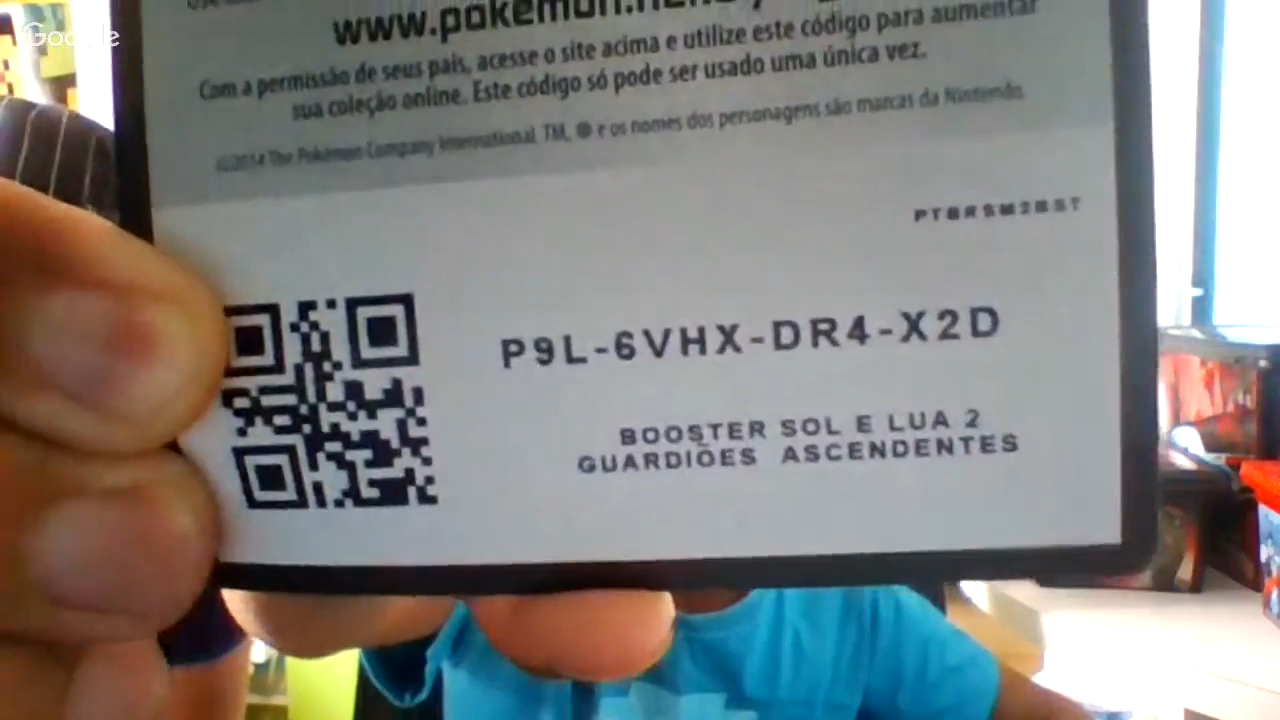 Google
Com a permissão de seus pais, acesse o site acima e utilize este código para aumentar
sua coleção online. Este código só pode ser usado uma única vez.
©2014 The Pokémon Company International. TM, ® e os nomes dos personagens são marcas da Nintendo.
PTBRSM2BST
P9L-6VHX-DR4-X2D
BOOSTER SOL E LUA 2
GUARDIÕES ASCENDENTES